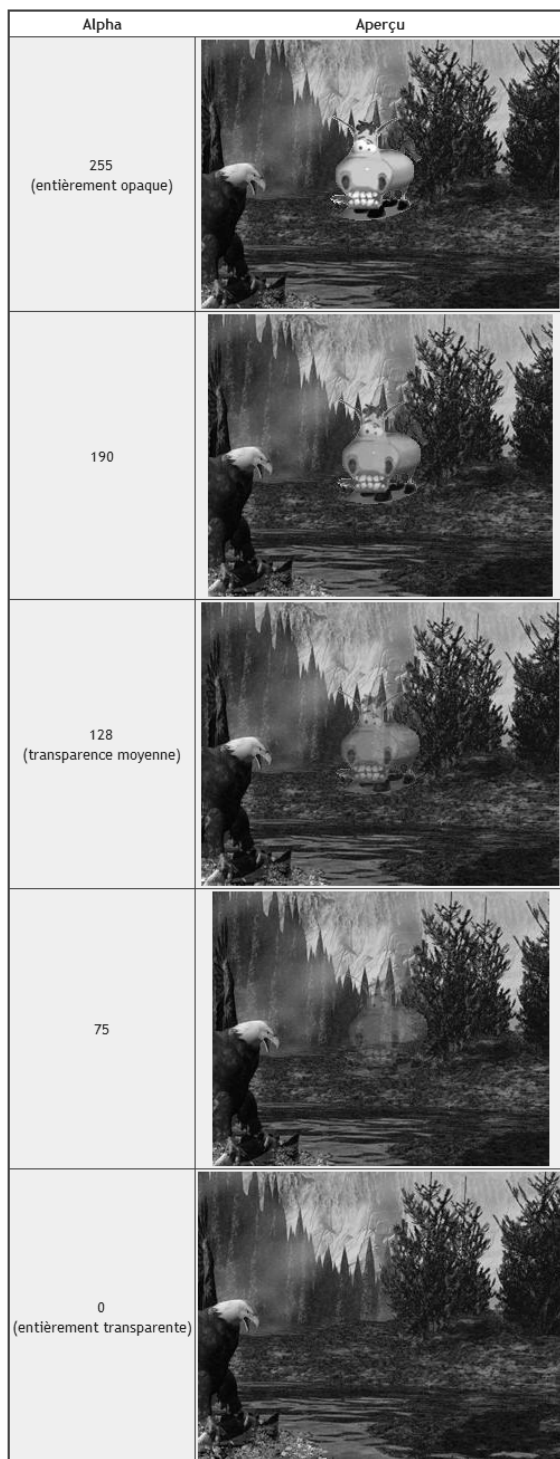 Alpha
Aperçu
255
(entièrement opaque)
190
128
(transparence moyenne)
75
0
(entièrement transparente)